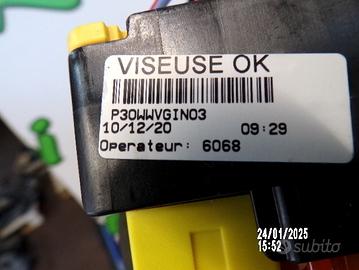 VISEUSE OK
P30WWVGIN03
10/12/20 09:29
Operateur: 6068
24/01/2025
15:52
subito